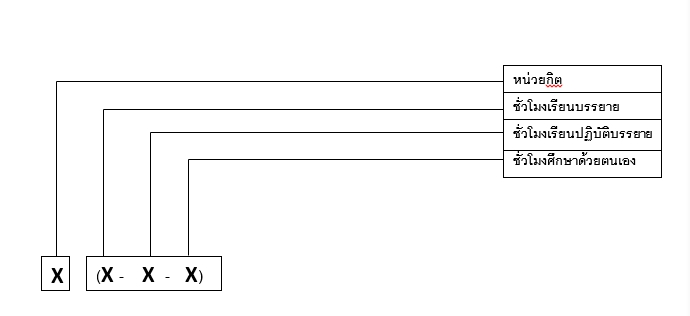 หน่วยกิต
ชั่วโมงเรียนบรรยาย
ชั่วโมงเรียนปฏิบัติบรรยาย
ชั่วโมงศึกษาด้วยตนเอง
X (X - X - X)